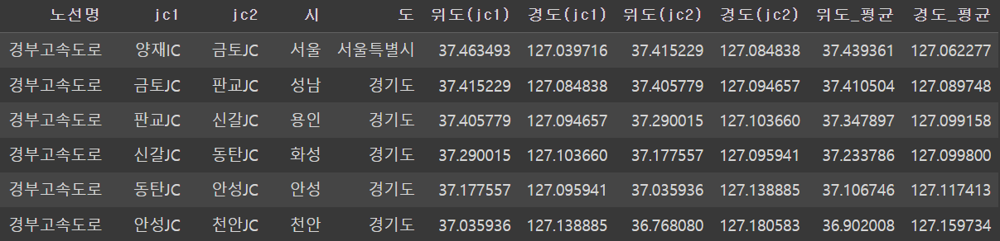 노선명 jc1 jc2 시 도 위도(jc1) 경도(jc1) 위도(jc2) 경도(jc2) 위도_평균 경도_평균
경부고속도로 양재IC 금토JC 서울 서울특별시 37.463493 127.039716 37.415229 127.084838 37.439361 127.062277
경부고속도로 금토JC 판교JC 성남 경기도 37.415229 127.084838 37.405779 127.094657 37.410504 127.089748
경부고속도로 판교JC 신갈JC 용인 경기도 37.405779 127.094657 37.290015 127.103660 37.347897 127.099158
경부고속도로 신갈JC 동탄JC 화성 경기도 37.290015 127.103660 37.177557 127.095941 37.233786 127.099800
경부고속도로 동탄JC 안성JC 안성 경기도 37.177557 127.095941 37.035936 127.138885 37.106746 127.117413
경부고속도로 안성JC 천안JC 천안 경기도 37.035936 127.138885 36.768080 127.180583 36.902008 127.159734